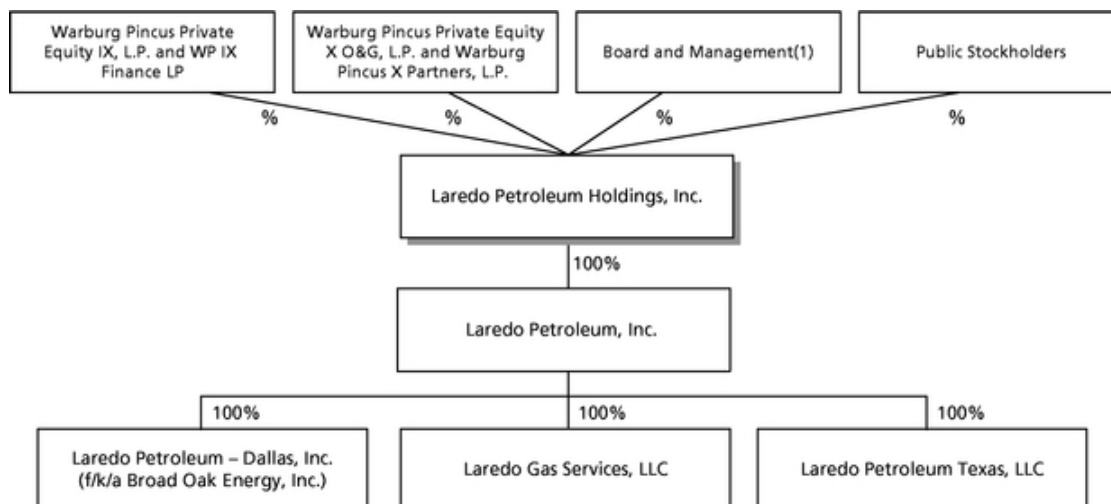 Warburg Pincus Private
Equity IX, L.P. and WP IX
Finance LP
Warburg Pincus Private Equity
X O&G, L.P. and Warburg
Pincus X Partners, L.P.
Board and Management(1)
Public Stockholders
%
%
%
%
Laredo Petroleum Holdings, Inc.
100%
Laredo Petroleum, Inc.
100%
100%
100%
Laredo Petroleum – Dallas, Inc.
(f/k/a Broad Oak Energy, Inc.)
Laredo Gas Services, LLC
Laredo Petroleum Texas, LLC